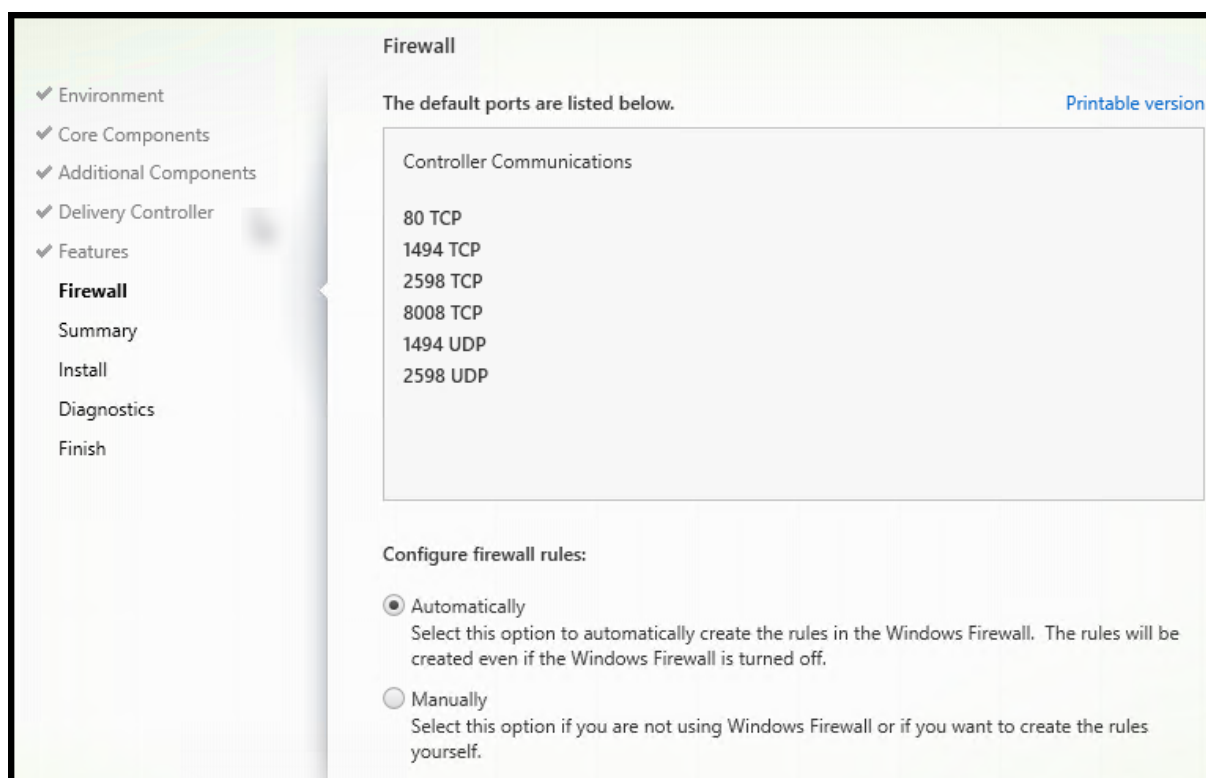 Environment
Core Components
Additional Components
Delivery Controller
Features
Firewall
Summary
Install
Diagnostics
Finish
Firewall
The default ports are listed below.
Printable version
Controller Communications
80 TCP
1494 TCP
2598 TCP
8008 TCP
1494 UDP
2598 UDP
Configure firewall rules:
Automatically
Select this option to automatically create the rules in the Windows Firewall.  The rules will be
created even if the Windows Firewall is turned off.
Manually
Select this option if you are not using Windows Firewall or if you want to create the rules
yourself.